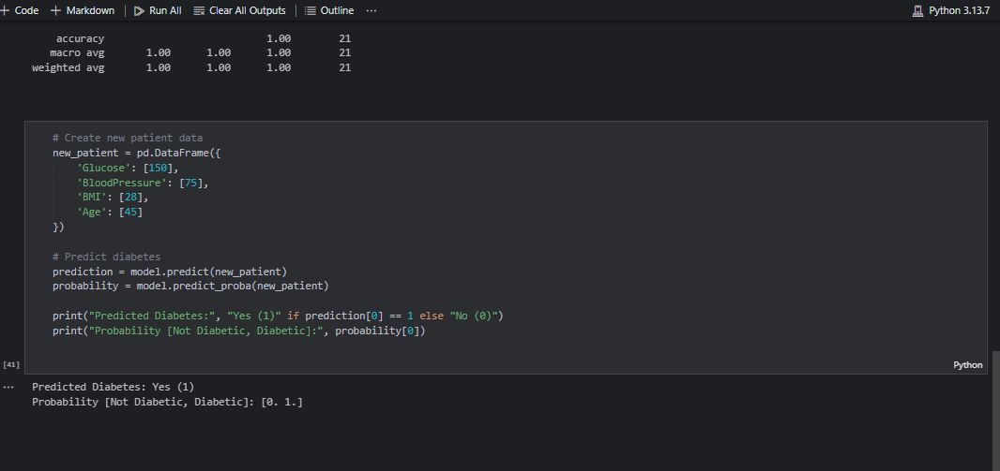 + Code + Markdown | Run All Clear All Outputs | Outline ... Python 3.13.7
accuracy 1.00 21
macro avg 1.00 1.00 1.00 21
weighted avg 1.00 1.00 1.00 21
# Create new patient data
new_patient = pd.DataFrame({
    'Glucose': [150],
    'BloodPressure': [75],
    'BMI': [28],
    'Age': [45]
})
# Predict diabetes
prediction = model.predict(new_patient)
probability = model.predict_proba(new_patient)
print("Predicted Diabetes:", "Yes (1)" if prediction[0] == 1 else "No (0)")
print("Probability [Not Diabetic, Diabetic]:", probability[0])
[41] Python
... Predicted Diabetes: Yes (1)
Probability [Not Diabetic, Diabetic]: [0. 1.]